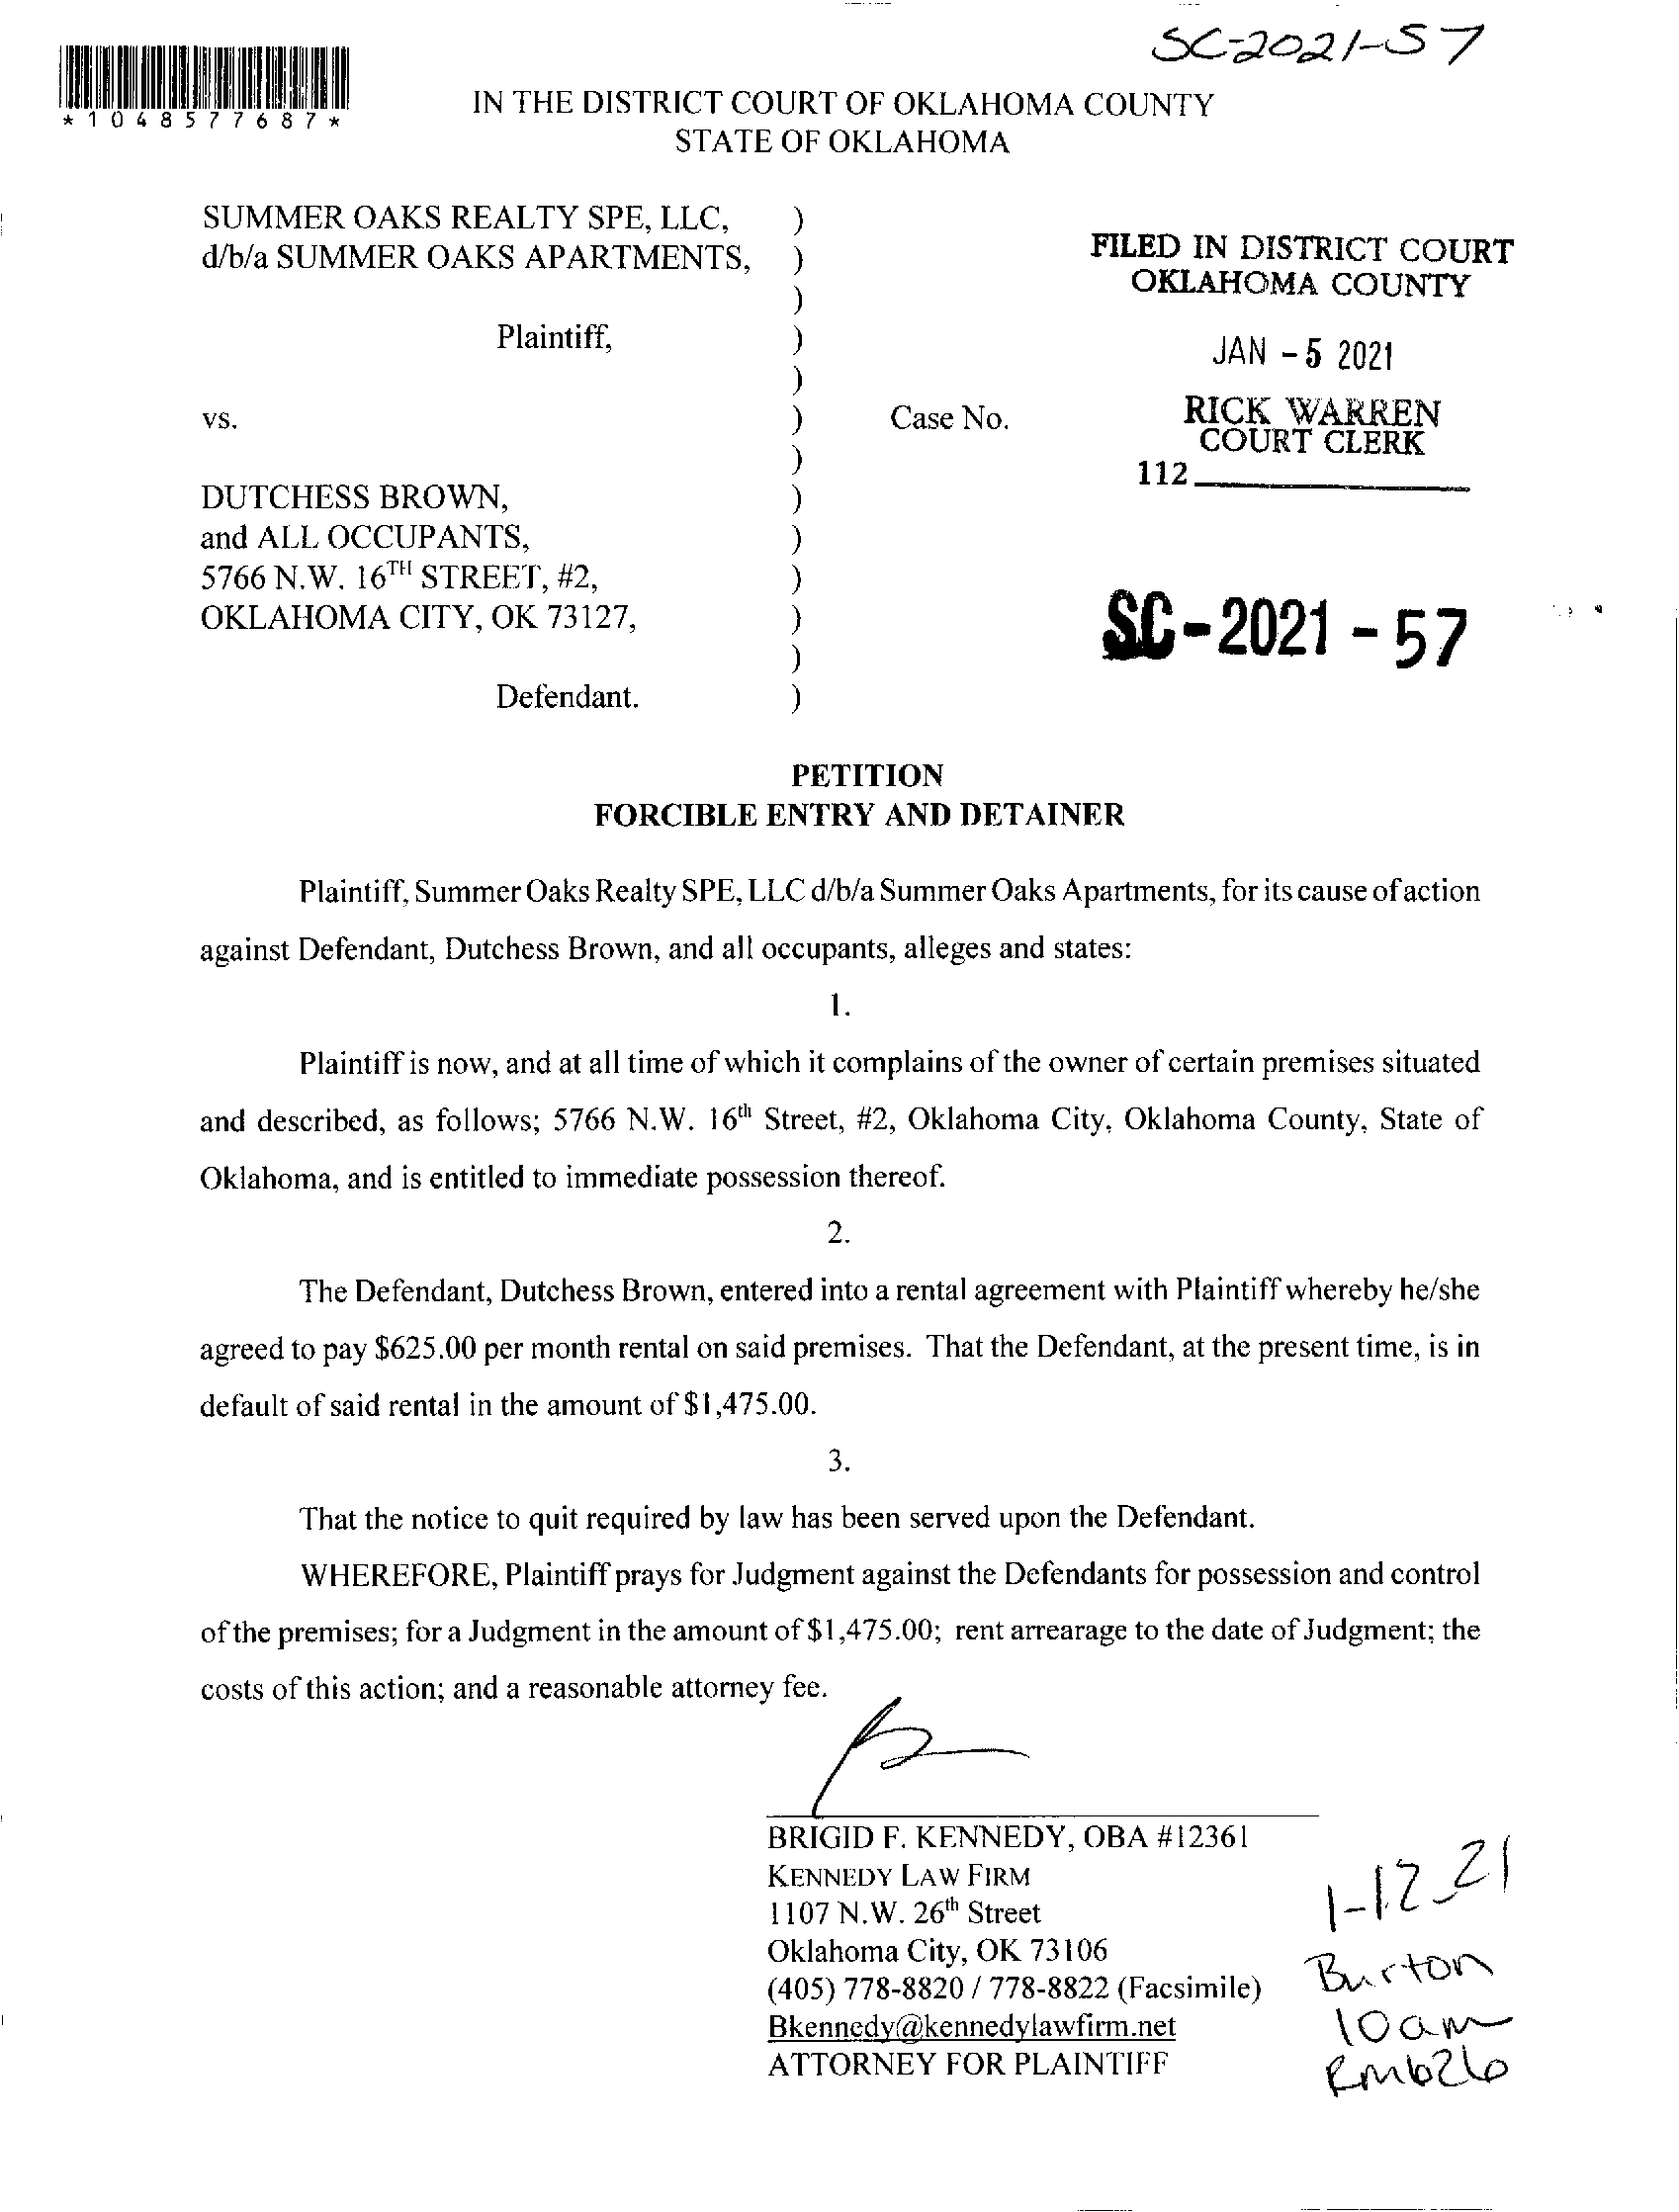 SC-2021-57
*1048577687*
IN THE DISTRICT COURT OF OKLAHOMA COUNTY
STATE OF OKLAHOMA
SUMMER OAKS REALTY SPE, LLC, )
d/b/a SUMMER OAKS APARTMENTS, )
)
Plaintiff, )
)
vs. ) Case No.
)
DUTCHESS BROWN, )
and ALL OCCUPANTS, )
5766 N.W. 16TH STREET, #2, )
OKLAHOMA CITY, OK 73127, )
)
Defendant. )
FILED IN DISTRICT COURT
OKLAHOMA COUNTY
JAN - 5 2021
RICK WARREN
COURT CLERK
112
SC - 2021 - 57
PETITION
FORCIBLE ENTRY AND DETAINER
Plaintiff, Summer Oaks Realty SPE, LLC d/b/a Summer Oaks Apartments, for its cause of action
against Defendant, Dutchess Brown, and all occupants, alleges and states:
1.
Plaintiff is now, and at all time of which it complains of the owner of certain premises situated
and described, as follows; 5766 N.W. 16th Street, #2, Oklahoma City, Oklahoma County, State of
Oklahoma, and is entitled to immediate possession thereof.
2.
The Defendant, Dutchess Brown, entered into a rental agreement with Plaintiff whereby he/she
agreed to pay $625.00 per month rental on said premises. That the Defendant, at the present time, is in
default of said rental in the amount of $1,475.00.
3.
That the notice to quit required by law has been served upon the Defendant.
WHEREFORE, Plaintiff prays for Judgment against the Defendants for possession and control
of the premises; for a Judgment in the amount of $1,475.00; rent arrearage to the date of Judgment; the
costs of this action; and a reasonable attorney fee.
BRIGID F. KENNEDY, OBA #12361
KENNEDY LAW FIRM
1107 N.W. 26th Street
Oklahoma City, OK 73106
(405) 778-8820 / 778-8822 (Facsimile)
Bkennedy@kennedylawfirm.net
ATTORNEY FOR PLAINTIFF
1-12-21
Burton
10am
Rm626